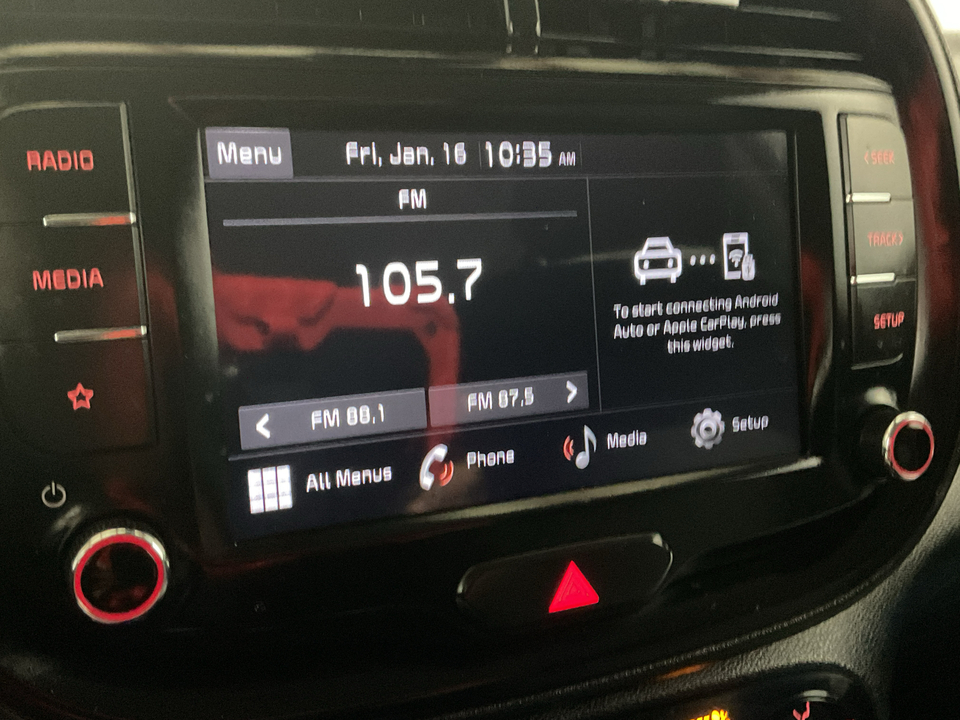 RADIO
MEDIA
Menu
Fri, Jan, 16 10:35 AM
FM
105.7
FM 88.1
FM 87.5
To start connecting Android
Auto or Apple CarPlay, press
this widget.
All Menus
Phone
Media
Setup
< SEEK
TRACK >
SETUP